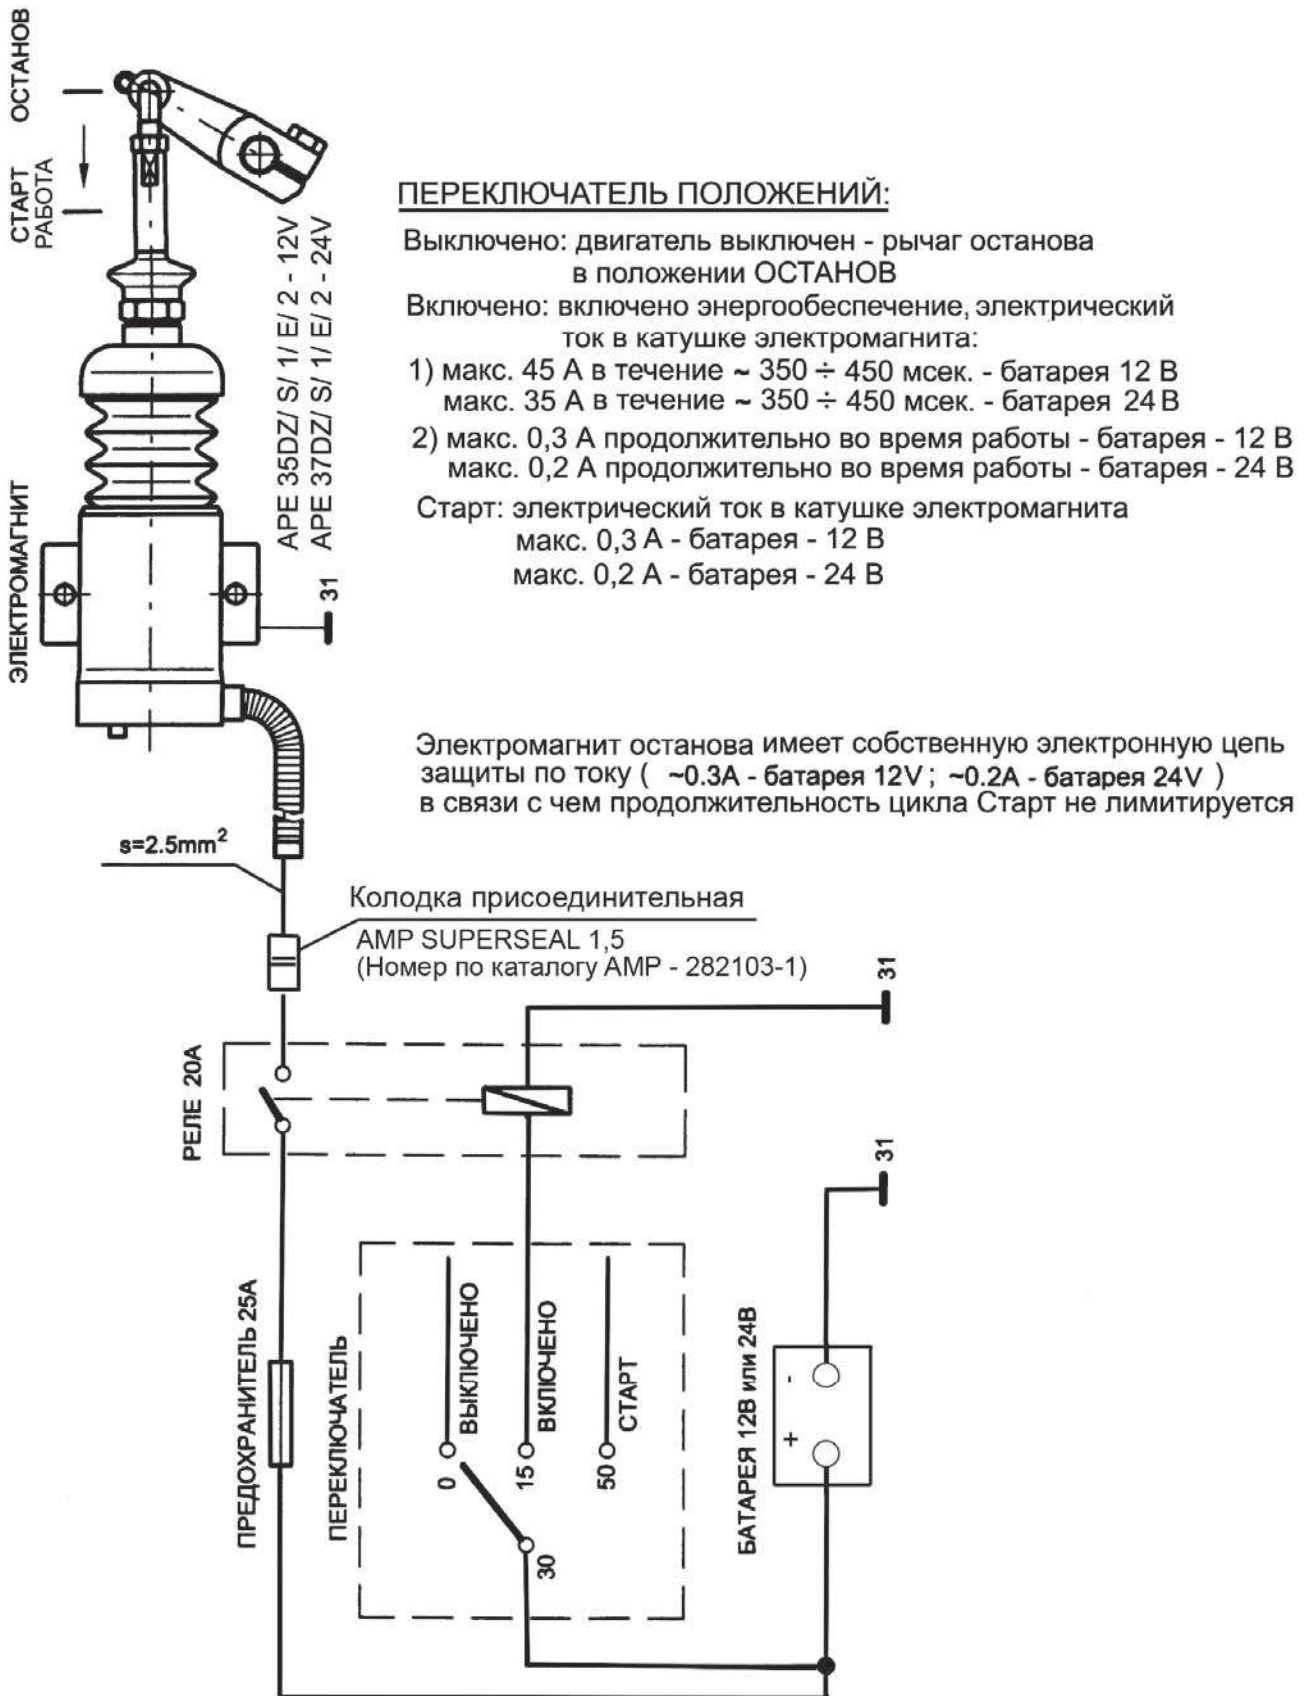 ОСТАНОВ
СТАРТ
РАБОТА
APE 35DZ/ S/ 1/ E/ 2 - 12V
APE 37DZ/ S/ 1/ E/ 2 - 24V
ЭЛЕКТРОМАГНИТ
31
ПЕРЕКЛЮЧАТЕЛЬ ПОЛОЖЕНИЙ:
Выключено: двигатель выключен - рычаг останова
в положении ОСТАНОВ
Включено: включено энергообеспечение, электрический
ток в катушке электромагнита:
1) макс. 45 А в течение ~ 350 ÷ 450 мсек. - батарея 12 В
макс. 35 А в течение ~ 350 ÷ 450 мсек. - батарея 24 В
2) макс. 0,3 А продолжительно во время работы - батарея - 12 В
макс. 0,2 А продолжительно во время работы - батарея - 24 В
Старт: электрический ток в катушке электромагнита
макс. 0,3 А - батарея - 12 В
макс. 0,2 А - батарея - 24 В
Электромагнит останова имеет собственную электронную цепь
защиты по току ( ~0.3А - батарея 12V ; ~0.2А - батарея 24V )
в связи с чем продолжительность цикла Старт не лимитируется
s=2.5mm²
Колодка присоединительная
AMP SUPERSEAL 1,5
(Номер по каталогу AMP - 282103-1)
31
РЕЛЕ 20А
31
ПРЕДОХРАНИТЕЛЬ 25А
ПЕРЕКЛЮЧАТЕЛЬ
ВЫКЛЮЧЕНО
ВКЛЮЧЕНО
СТАРТ
0
15
50
30
БАТАРЕЯ 12В или 24В
-
+